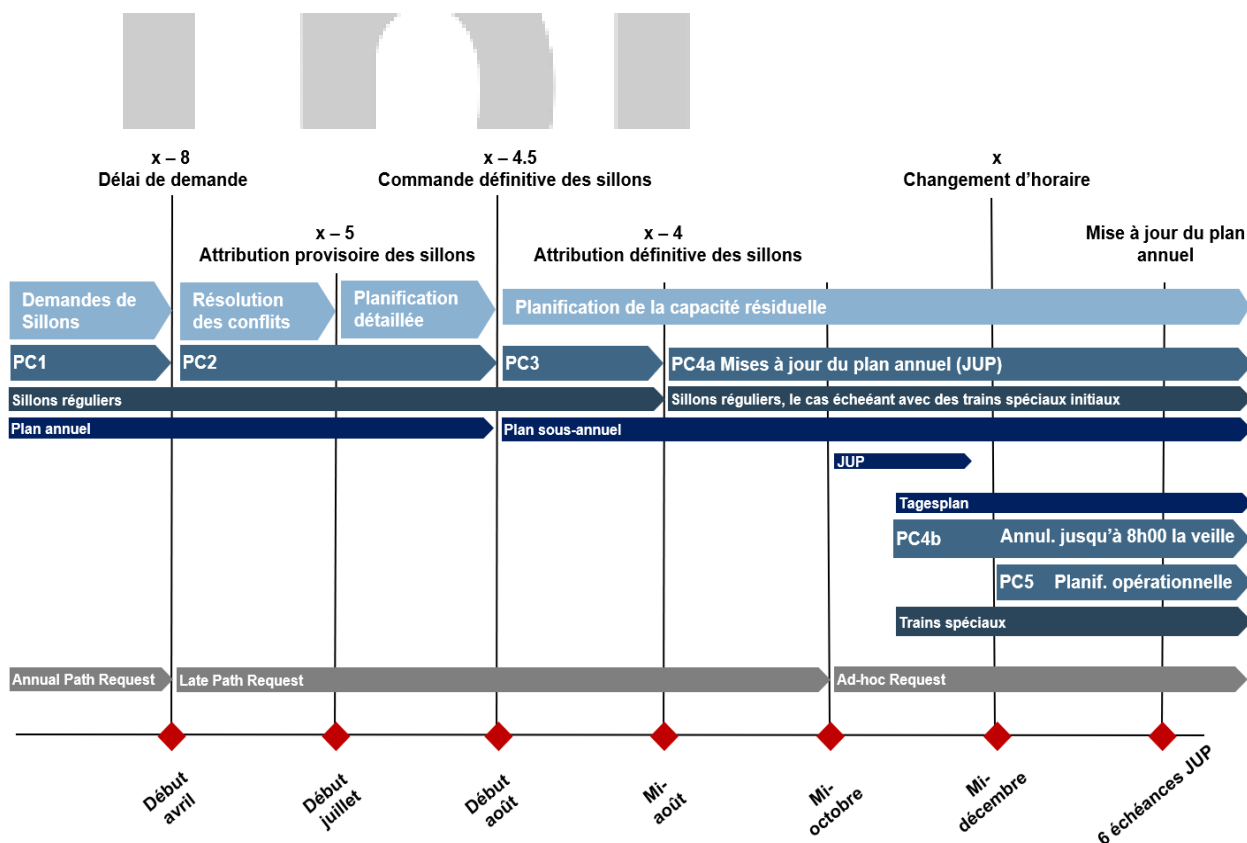 x – 8
Délai de demande
x – 4.5
Commande définitive des sillons
x
Changement d’horaire
x – 5
Attribution provisoire des sillons
x – 4
Attribution définitive des sillons
Mise à jour du plan
annuel
Demandes de
Sillons
Résolution
des conflits
Planification
détaillée
Planification de la capacité résiduelle
PC1
PC2
PC3
PC4a Mises à jour du plan annuel (JUP)
Sillons réguliers
Sillons réguliers, le cas écheéant avec des trains spéciaux initiaux
Plan annuel
Plan sous-annuel
JUP
Tagesplan
PC4b
Annul. jusqu’à 8h00 la veille
PC5
Planif. opérationnelle
Trains spéciaux
Annual Path Request
Late Path Request
Ad-hoc Request
Début
avril
Début
juillet
Début
août
Mi-
août
Mi-
octobre
Mi-
décembre
6 échéances JUP